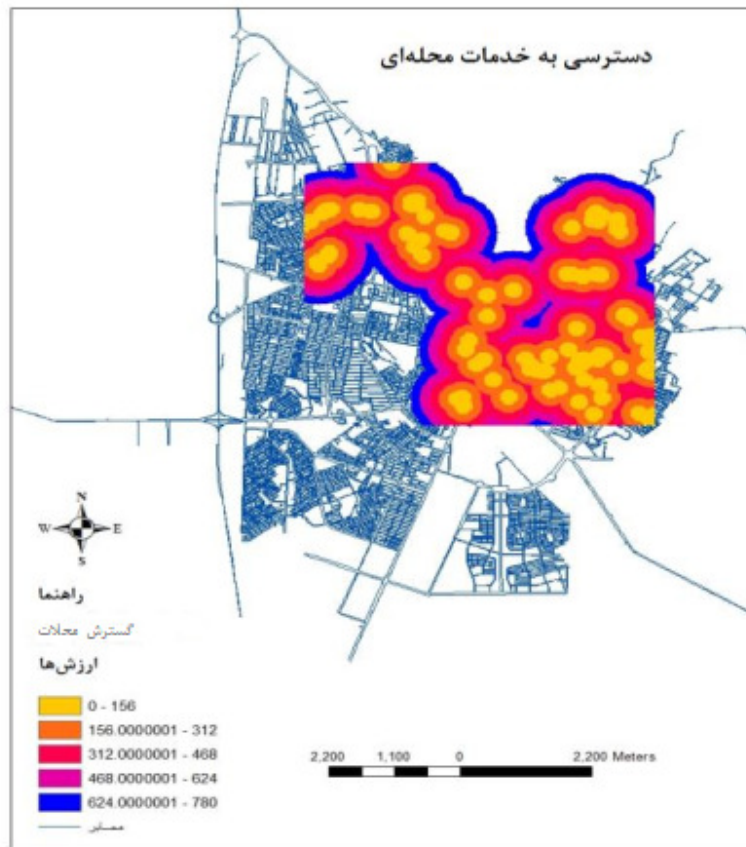 دسترسی به خدمات محله‌ای
N
W E
S
راهنما
گسترش محلات
ارزش‌ها
0 - 156
156.0000001 - 312
312.0000001 - 468
468.0000001 - 624
624.0000001 - 780
معابر
2,200 1,100 0 2,200 Meters